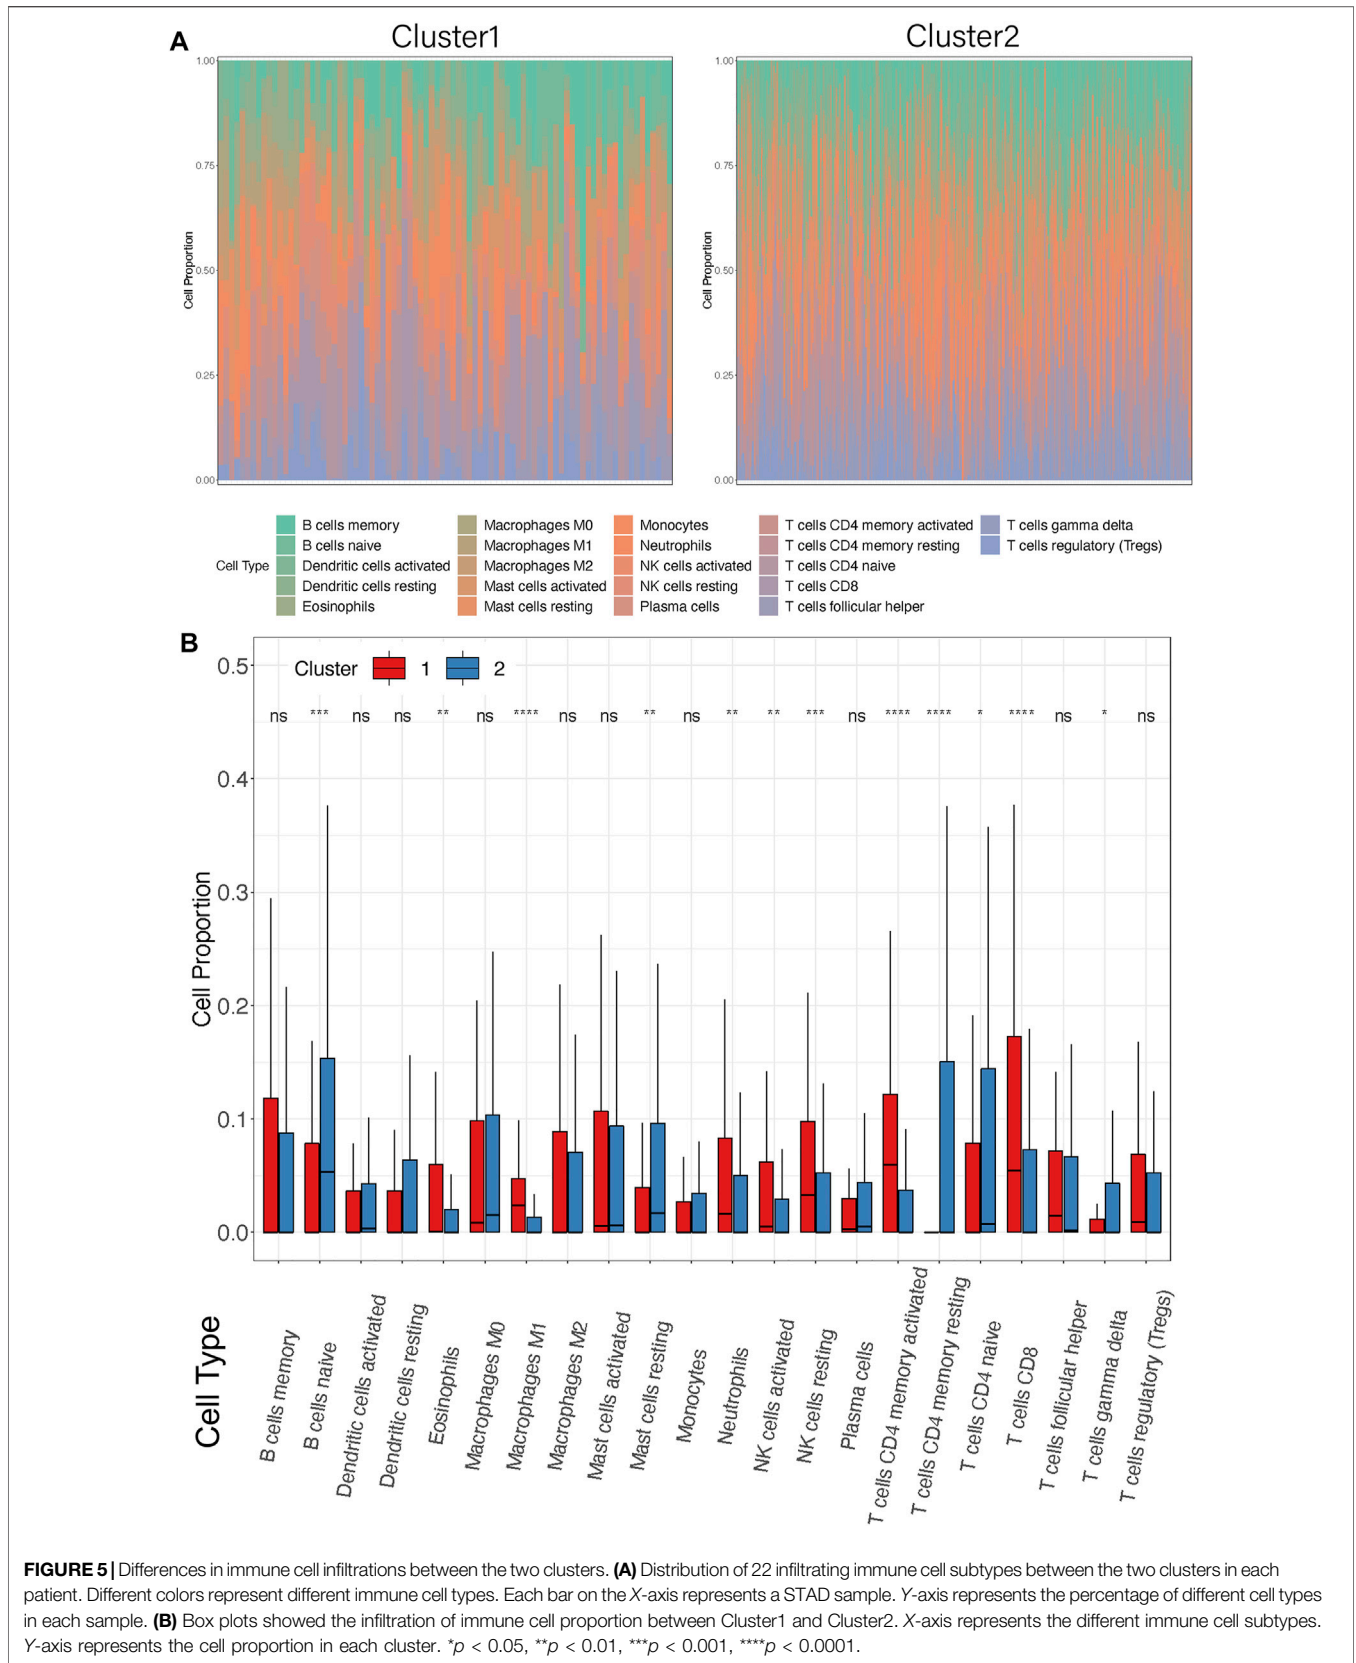 A
Cluster1
Cluster2
1.00
0.75
0.50
0.25
0.00
Cell Proportion
1.00
0.75
0.50
0.25
0.00
Cell Proportion
Cell Type
B cells memory
B cells naive
Dendritic cells activated
Dendritic cells resting
Eosinophils
Macrophages M0
Macrophages M1
Macrophages M2
Mast cells activated
Mast cells resting
Monocytes
Neutrophils
NK cells activated
NK cells resting
Plasma cells
T cells CD4 memory activated
T cells CD4 memory resting
T cells CD4 naive
T cells CD8
T cells follicular helper
T cells gamma delta
T cells regulatory (Tregs)
B
Cluster 1 2
ns *** ns ns ** ns **** ns ns ** ns ** ** *** ns **** **** * **** ns * ns
0.5
0.4
0.3
0.2
0.1
0.0
Cell Proportion
Cell Type
B cells memory
B cells naive
Dendritic cells activated
Dendritic cells resting
Eosinophils
Macrophages M0
Macrophages M1
Macrophages M2
Mast cells activated
Mast cells resting
Monocytes
Neutrophils
NK cells activated
NK cells resting
Plasma cells
T cells CD4 memory activated
T cells CD4 memory resting
T cells CD4 naive
T cells CD8
T cells follicular helper
T cells gamma delta
T cells regulatory (Tregs)
FIGURE 5 | Differences in immune cell infiltrations between the two clusters. (A) Distribution of 22 infiltrating immune cell subtypes between the two clusters in each
patient. Different colors represent different immune cell types. Each bar on the X-axis represents a STAD sample. Y-axis represents the percentage of different cell types
in each sample. (B) Box plots showed the infiltration of immune cell proportion between Cluster1 and Cluster2. X-axis represents the different immune cell subtypes.
Y-axis represents the cell proportion in each cluster. *p < 0.05, **p < 0.01, ***p < 0.001, ****p < 0.0001.